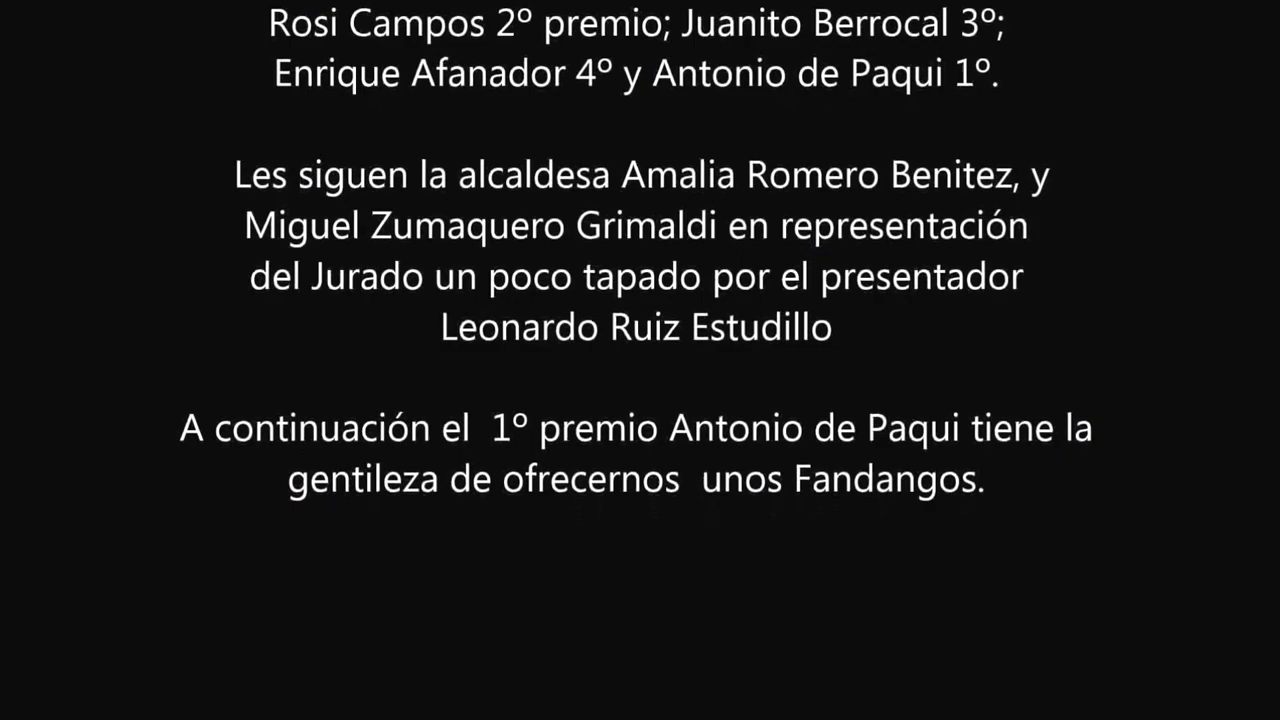 Rosi Campos 2º premio; Juanito Berrocal 3º;
Enrique Afanador 4º y Antonio de Paqui 1º.
Les siguen la alcaldesa Amalia Romero Benitez, y
Miguel Zumaquero Grimaldi en representación
del Jurado un poco tapado por el presentador
Leonardo Ruiz Estudillo
A continuación el  1º premio Antonio de Paqui tiene la
gentileza de ofrecernos  unos Fandangos.